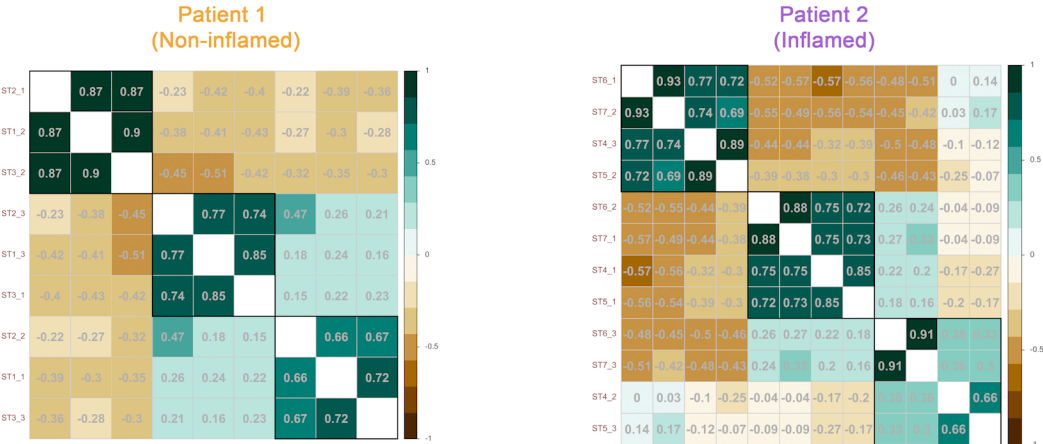 Patient 1
(Non-inflamed)
ST2_1 0.87 0.87 -0.23 -0.42 -0.4 -0.22 -0.39 -0.36
ST1_2 0.87 0.9 -0.38 -0.41 -0.43 -0.27 -0.3 -0.28
ST3_2 0.87 0.9 -0.45 -0.51 -0.42 -0.32 -0.35 -0.3
ST2_3 -0.23 -0.38 -0.45 0.77 0.74 0.47 0.26 0.21
ST1_3 -0.42 -0.41 -0.51 0.77 0.85 0.18 0.24 0.16
ST3_1 -0.4 -0.43 -0.42 0.74 0.85 0.15 0.22 0.23
ST2_2 -0.22 -0.27 -0.32 0.47 0.18 0.15 0.66 0.67
ST1_1 -0.39 -0.3 -0.35 0.26 0.24 0.22 0.66 0.72
ST3_3 -0.36 -0.28 -0.3 0.21 0.16 0.23 0.67 0.72
1
0.5
0
-0.5
-1
Patient 2
(Inflamed)
ST6_1 0.93 0.77 0.72 -0.52 -0.57 -0.57 -0.56 -0.48 -0.51 0 0.14
ST7_2 0.93 0.74 0.69 -0.55 -0.49 -0.56 -0.54 -0.45 -0.42 0.03 0.17
ST4_3 0.77 0.74 0.89 -0.44 -0.44 -0.32 -0.39 -0.5 -0.48 -0.1 -0.12
ST5_2 0.72 0.69 0.89 -0.39 -0.38 -0.3 -0.3 -0.46 -0.43 -0.25 -0.07
ST6_2 -0.52 -0.55 -0.44 -0.39 0.88 0.75 0.72 0.26 0.24 -0.04 -0.09
ST7_1 -0.57 -0.49 -0.44 -0.38 0.88 0.75 0.73 0.27 -0.04 -0.09
ST4_1 -0.57 -0.56 -0.32 -0.3 0.75 0.75 0.85 0.22 0.2 -0.17 -0.27
ST5_1 -0.56 -0.54 -0.39 -0.3 0.72 0.73 0.85 0.18 0.16 -0.2 -0.17
ST6_3 -0.48 -0.45 -0.5 -0.46 0.26 0.27 0.22 0.18 0.91
ST7_3 -0.51 -0.42 -0.48 -0.43 0.24 0.2 0.16 0.91
ST4_2 0 0.03 -0.1 -0.25 -0.04 -0.04 -0.17 -0.2 0.66
ST5_3 0.14 0.17 -0.12 -0.07 -0.09 -0.09 -0.27 -0.17 0.66
1
0.5
0
-0.5
-1